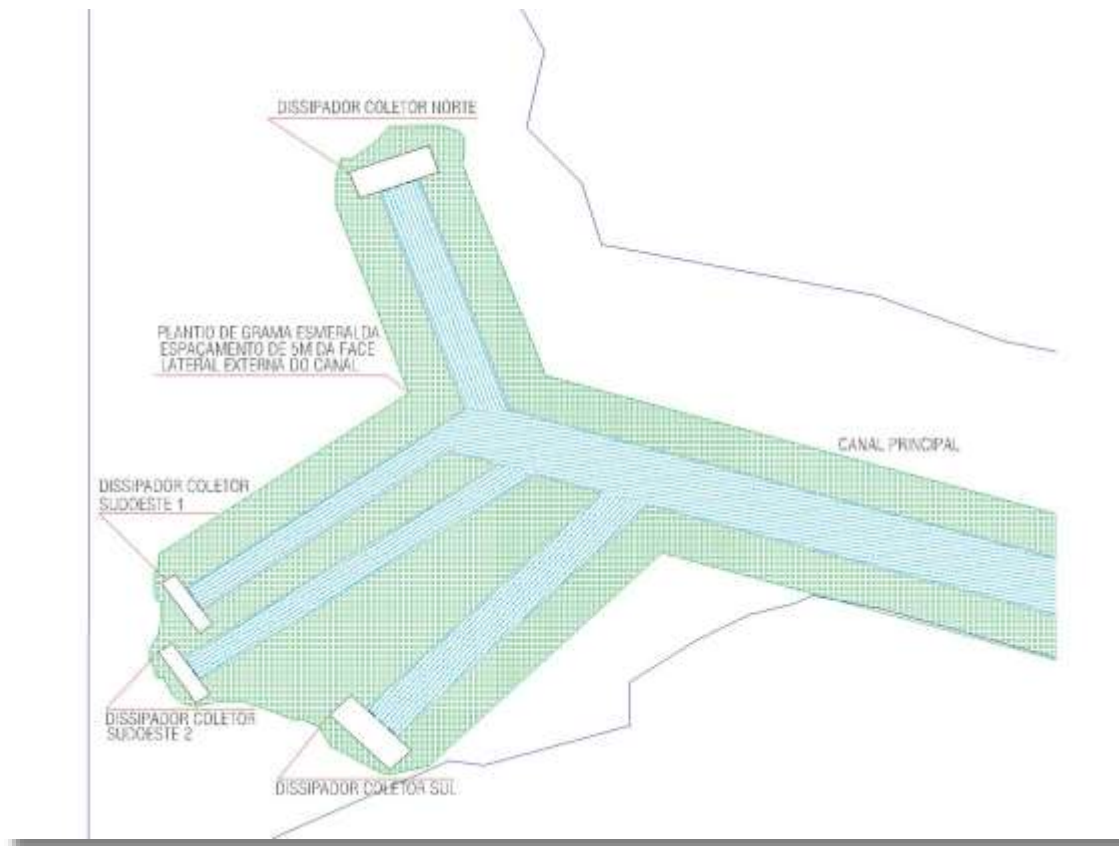 DISSIPADOR COLETOR NORTE
PLANTIO DE GRAMA ESMERALDA
ESPAÇAMENTO DE 5M DA FACE
LATERAL EXTERNA DO CANAL
CANAL PRINCIPAL
DISSIPADOR COLETOR
SUDOESTE 1
DISSIPADOR COLETOR
SUDOESTE 2
DISSIPADOR COLETOR SUL